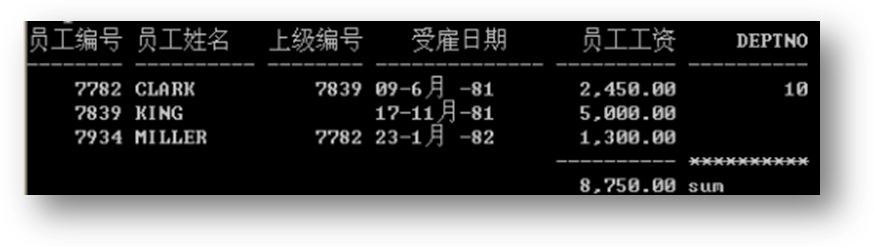 员工编号 员工姓名 上级编号 受雇日期 员工工资 DEPTNO
---------- ---------- ---------- -------------- ---------- ----------
7782 CLARK 7839 09-6月 -81 2,450.00 10
7839 KING 17-11月-81 5,000.00
7934 MILLER 7782 23-1月 -82 1,300.00
---------- **********
8,750.00 sum